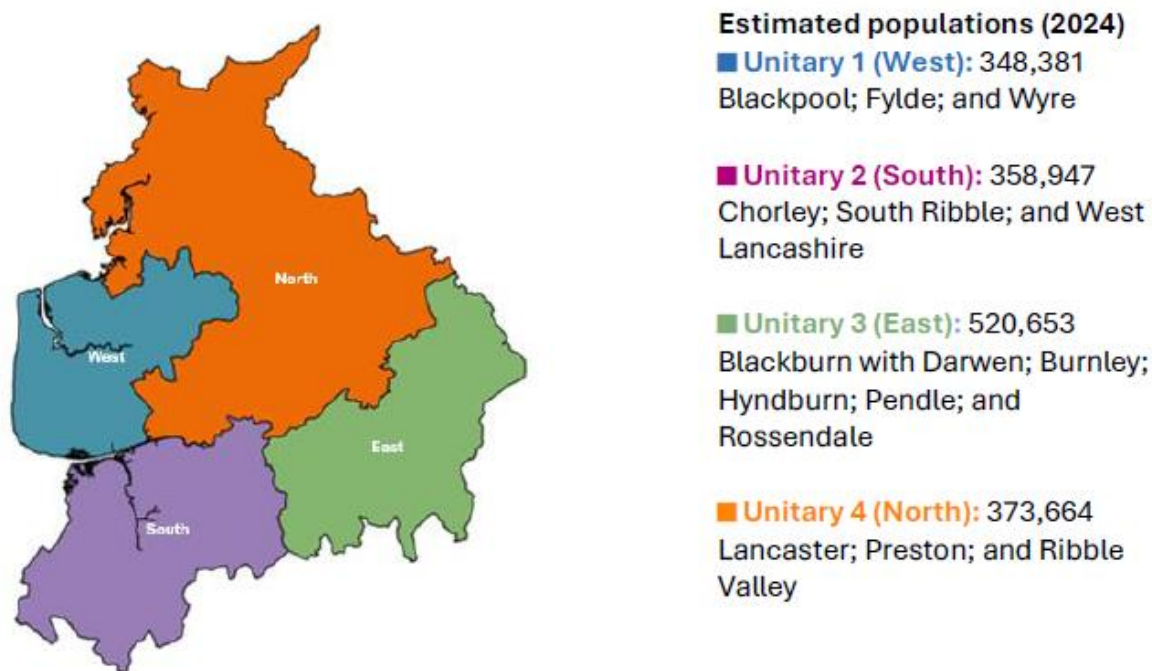 Estimated populations (2024)
Unitary 1 (West): 348,381
Blackpool; Fylde; and Wyre
Unitary 2 (South): 358,947
Chorley; South Ribble; and West
Lancashire
Unitary 3 (East): 520,653
Blackburn with Darwen; Burnley;
Hyndburn; Pendle; and
Rossendale
Unitary 4 (North): 373,664
Lancaster; Preston; and Ribble
Valley
North
West
East
South